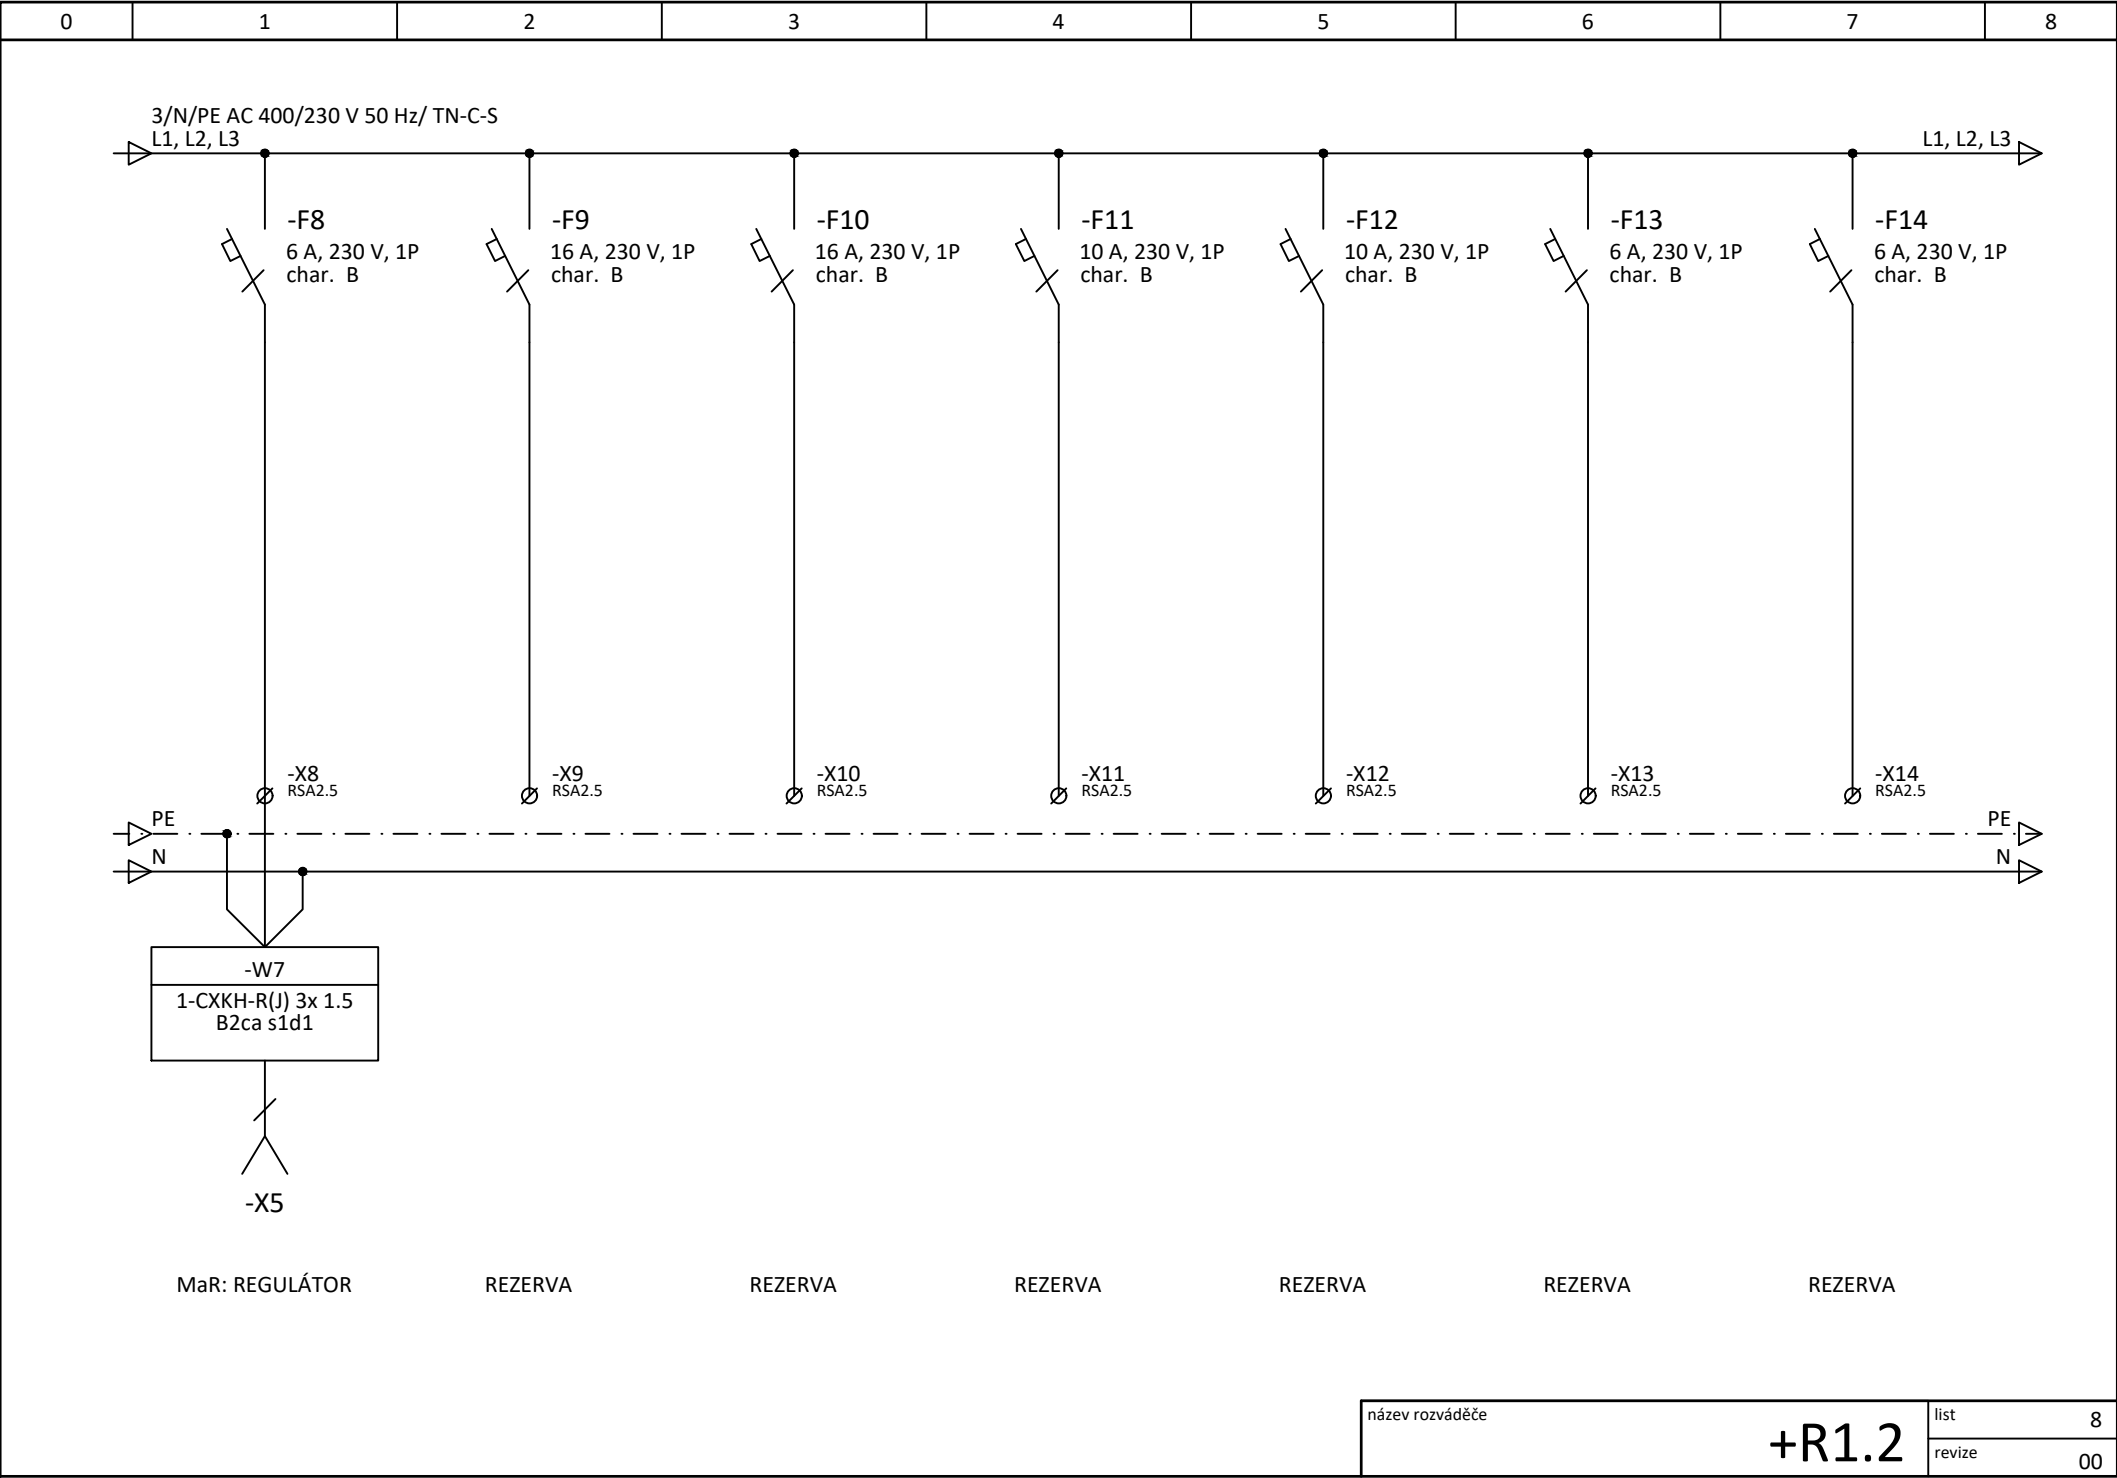 0 1 2 3 4 5 6 7 8
3/N/PE AC 400/230 V 50 Hz/ TN-C-S
L1, L2, L3 L1, L2, L3
-F8 -F9 -F10 -F11 -F12 -F13 -F14
6 A, 230 V, 1P 16 A, 230 V, 1P 16 A, 230 V, 1P 10 A, 230 V, 1P 10 A, 230 V, 1P 6 A, 230 V, 1P 6 A, 230 V, 1P
char. B char. B char. B char. B char. B char. B char. B
-X8 -X9 -X10 -X11 -X12 -X13 -X14
RSA2.5 RSA2.5 RSA2.5 RSA2.5 RSA2.5 RSA2.5 RSA2.5
PE PE
N N
-W7
1-CXKH-R(J) 3x 1.5
B2ca s1d1
-X5
MaR: REGULÁTOR REZERVA REZERVA REZERVA REZERVA REZERVA REZERVA
název rozváděče
+R1.2
list 8
revize 00